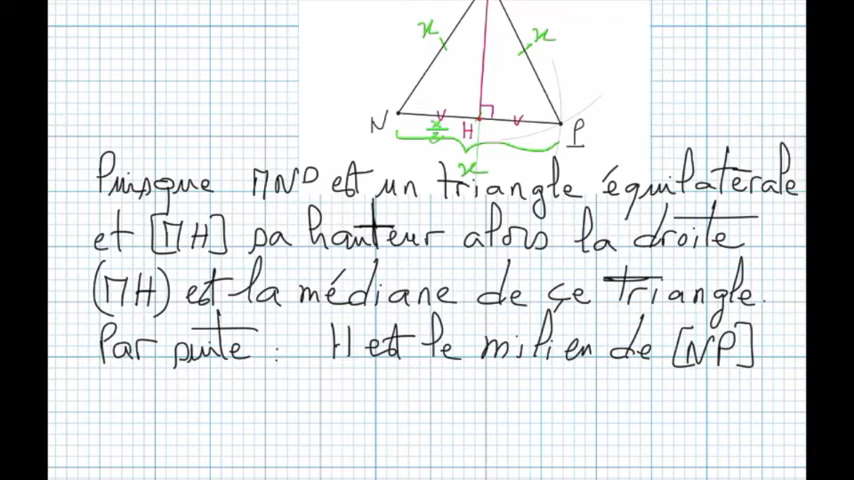 x x
N x/2 H P
x
Puisque MNP est un triangle équilatérale
et [MH] sa hauteur alors la droite
(MH) est la médiane de çe triangle.
Par suite : H est le milieu de [NP]